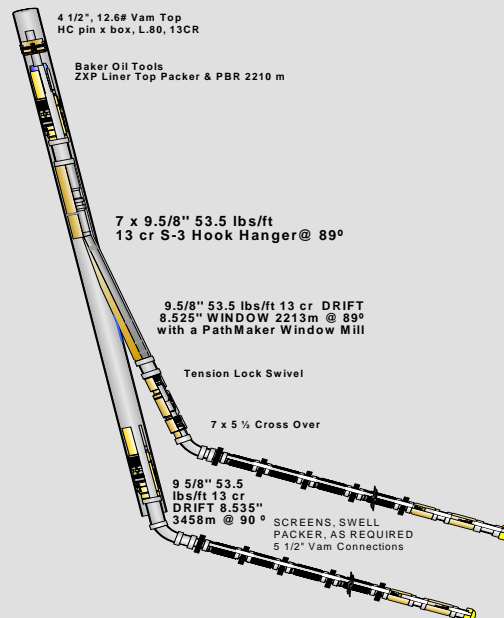 4 1/2", 12.6# Vam Top
HC pin x box, L.80, 13CR
Baker Oil Tools
ZXP Liner Top Packer & PBR 2210 m
7 x 9.5/8" 53.5 lbs/ft
13 cr S-3 Hook Hanger@ 89º
9.5/8" 53.5 lbs/ft 13 cr DRIFT
8.525" WINDOW 2213m @ 89º
with a PathMaker Window Mill
Tension Lock Swivel
7 x 5 ½ Cross Over
9 5/8" 53.5
lbs/ft 13 cr
DRIFT 8.535"
3458m @ 90 º
SCREENS, SWELL
PACKER, AS REQUIRED
5 1/2" Vam Connections